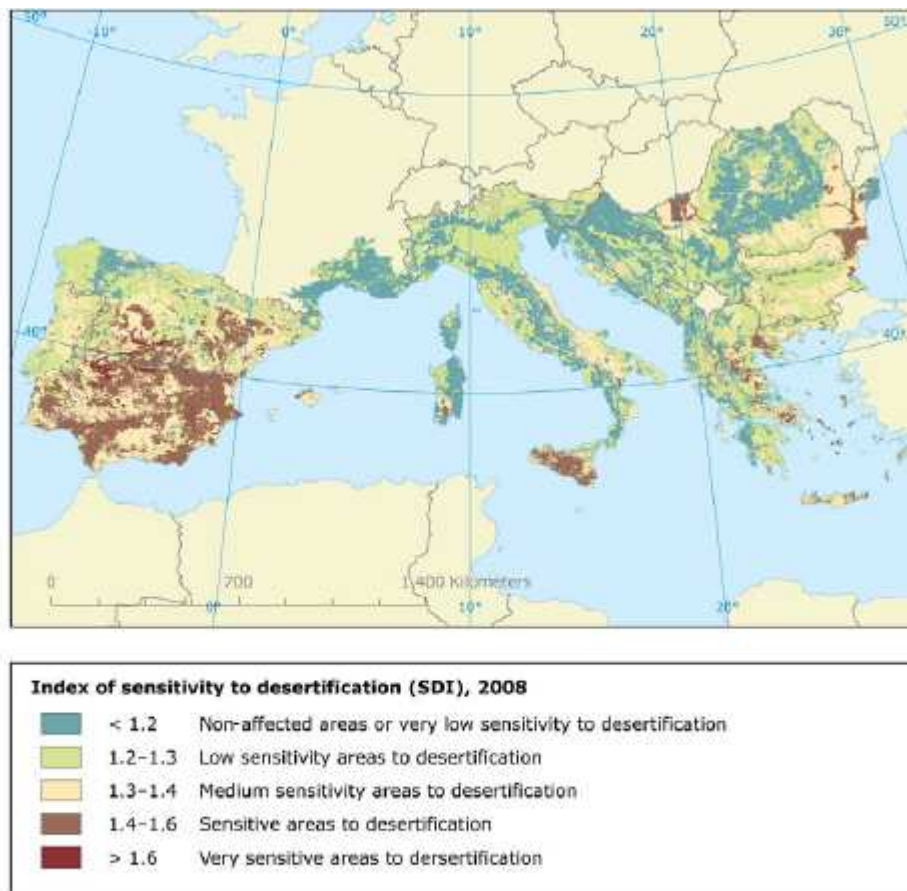 50°
-10°
0°
10°
20°
30°
50°
-40°
40°
0
700
1,400 Kilometers
0°
10°
20°
Index of sensitivity to desertification (SDI), 2008
< 1.2 Non-affected areas or very low sensitivity to desertification
1.2–1.3 Low sensitivity areas to desertification
1.3–1.4 Medium sensitivity areas to desertification
1.4–1.6 Sensitive areas to desertification
> 1.6 Very sensitive areas to dersertification